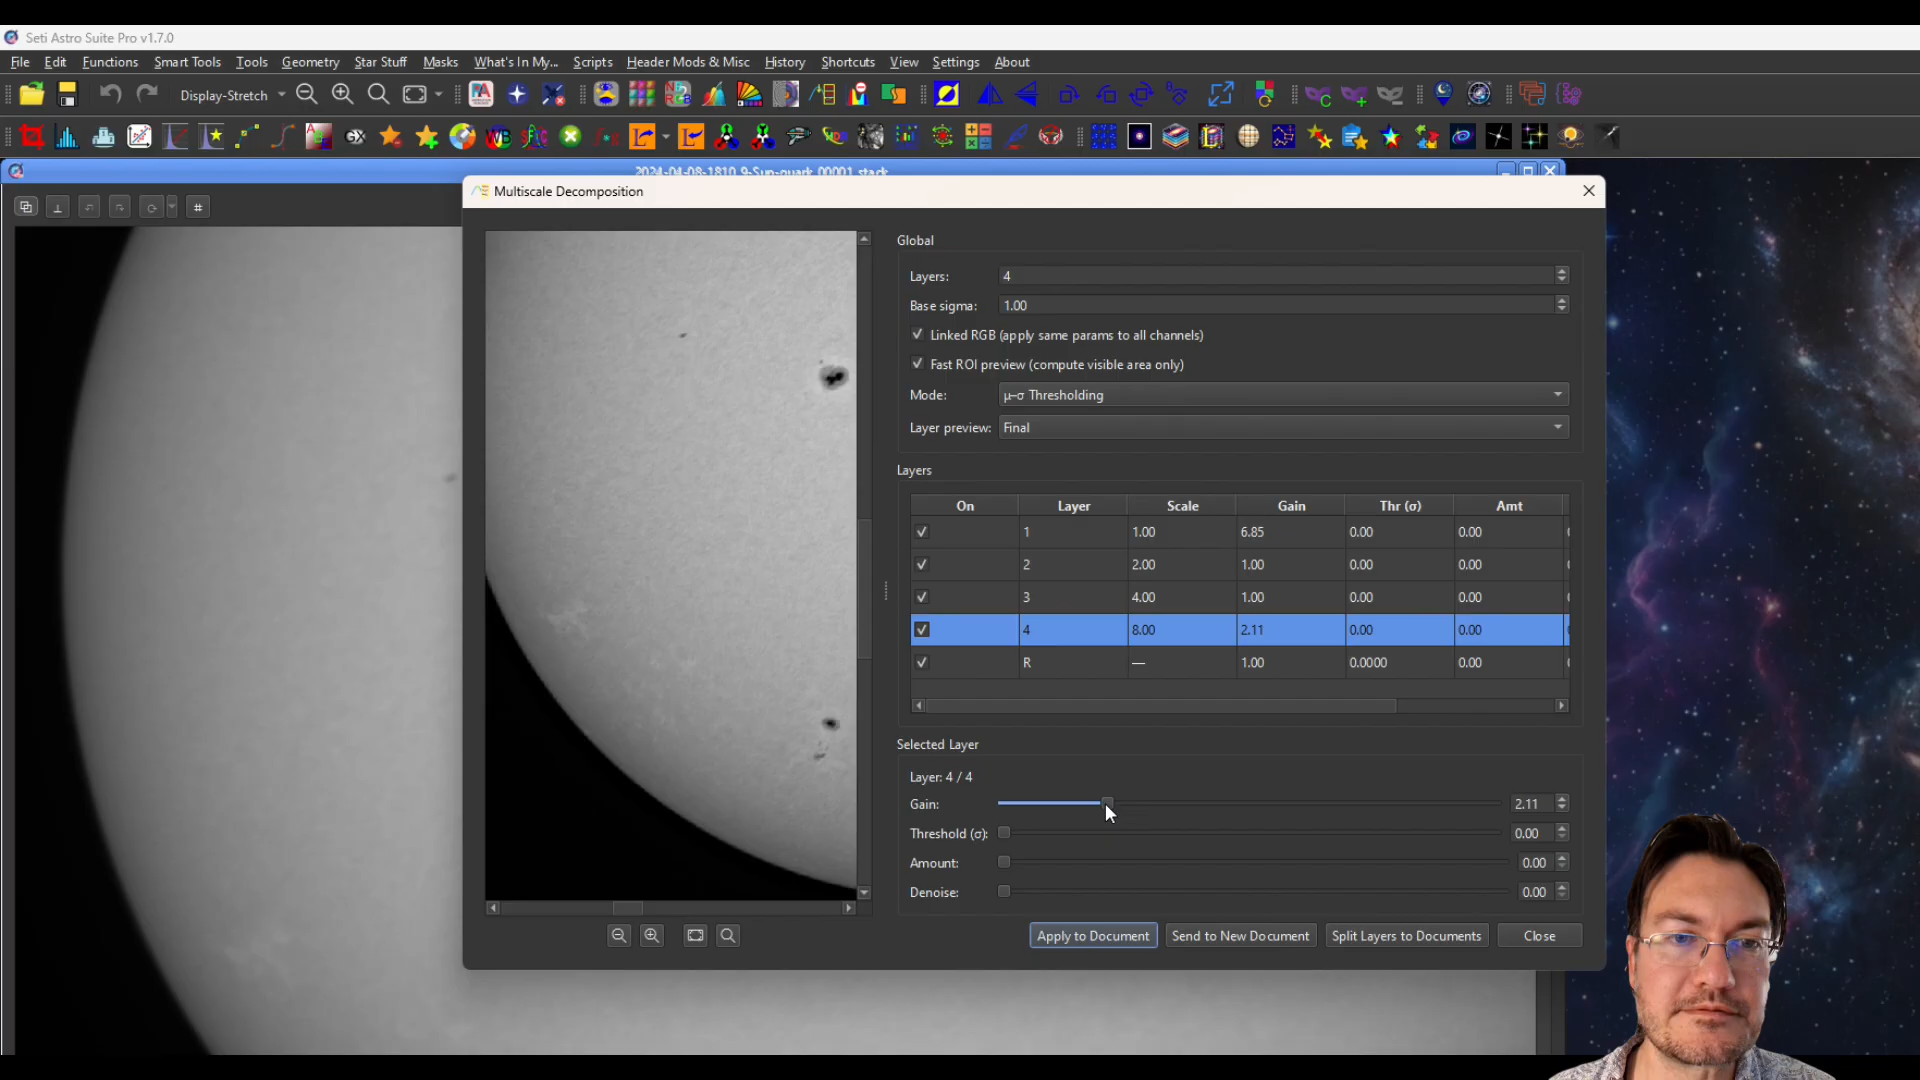 Seti Astro Suite Pro v1.7.0
File Edit Functions Smart Tools Tools Geometry Star Stuff Masks What's In My... Scripts Header Mods & Misc History Shortcuts View Settings About
Display-Stretch
2024-04-08-1810_9-Sun-quark_00001_stack
Multiscale Decomposition
Global
Layers: 4
Base sigma: 1.00
Linked RGB (apply same params to all channels)
Fast ROI preview (compute visible area only)
Mode: μ–σ Thresholding
Layer preview: Final
Layers
On Layer Scale Gain Thr (σ) Amt
1 1.00 6.85 0.00 0.00
2 2.00 1.00 0.00 0.00
3 4.00 1.00 0.00 0.00
4 8.00 2.11 0.00 0.00
R — 1.00 0.0000 0.00
Selected Layer
Layer: 4 / 4
Gain: 2.11
Threshold (σ): 0.00
Amount: 0.00
Denoise: 0.00
Apply to Document Send to New Document Split Layers to Documents Close